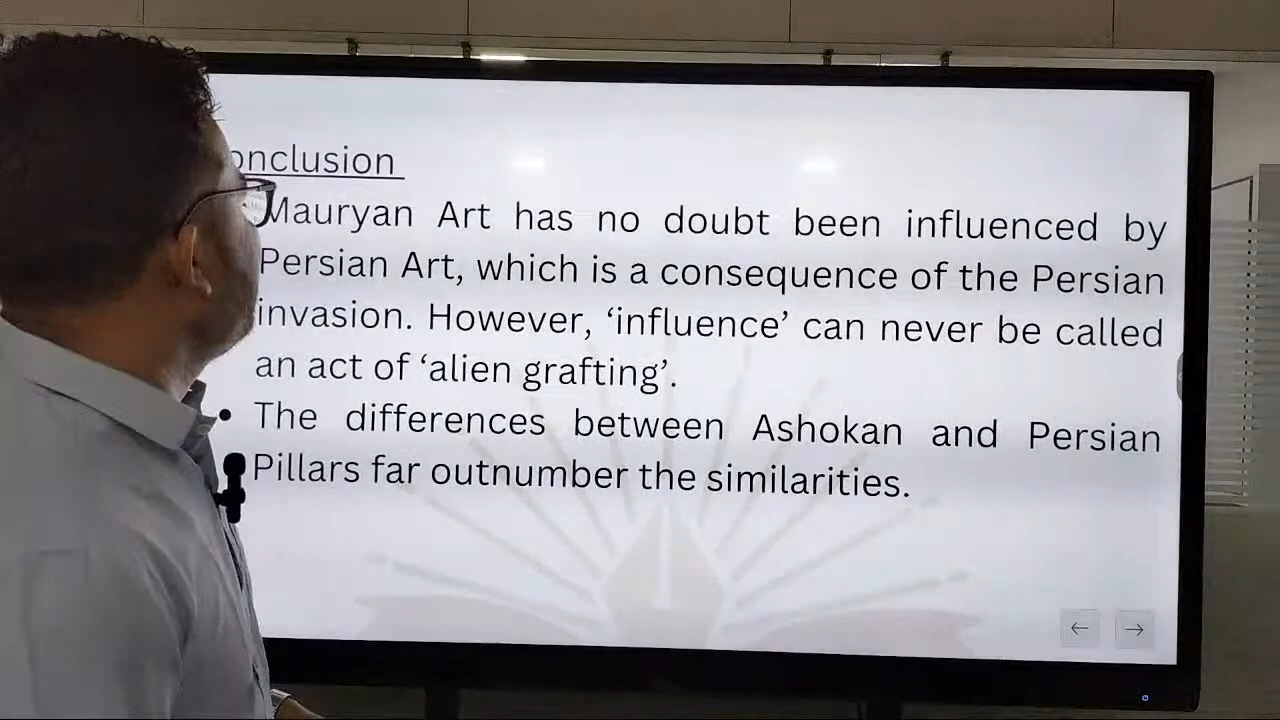 onclusion
Mauryan Art has no doubt been influenced by
Persian Art, which is a consequence of the Persian
invasion. However, ‘influence’ can never be called
an act of ‘alien grafting’.
• The differences between Ashokan and Persian
Pillars far outnumber the similarities.
← →